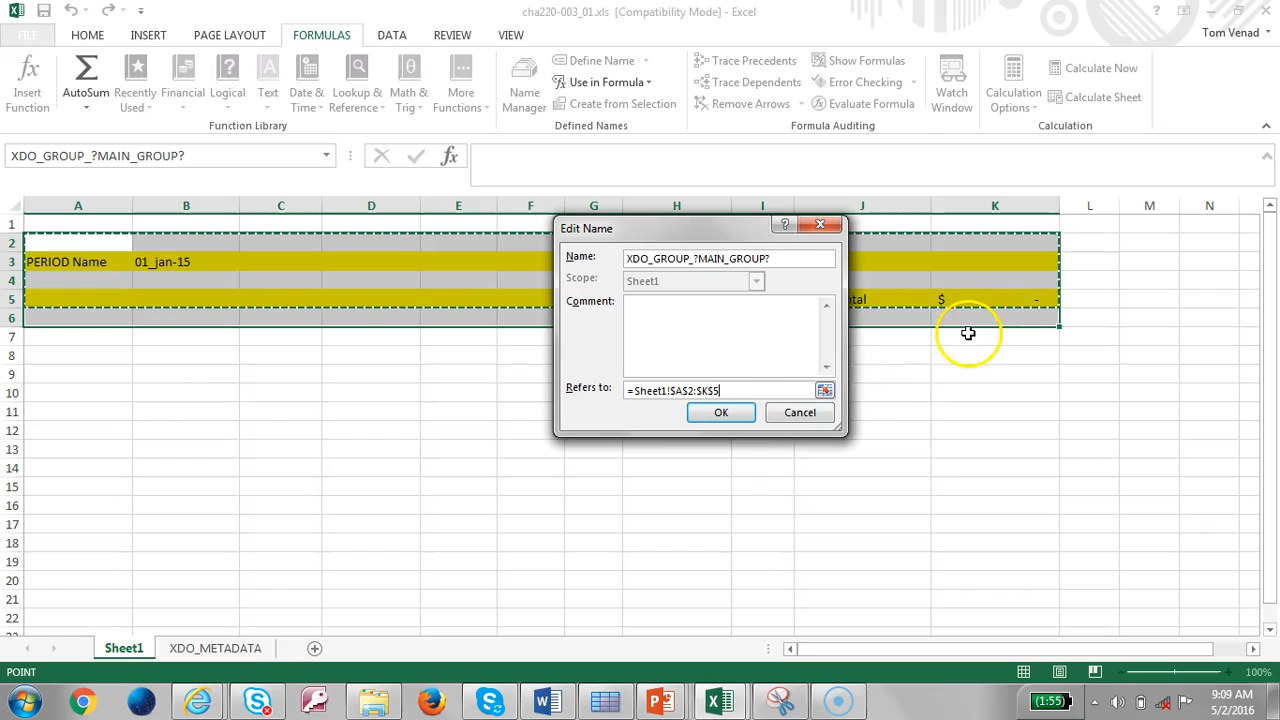 cha220-003_01.xls [Compatibility Mode] - Excel
FILE HOME INSERT PAGE LAYOUT FORMULAS DATA REVIEW VIEW Tom Venad
Insert Function
AutoSum
Recently Used
Financial
Logical
Text
Date & Time
Lookup & Reference
Math & Trig
More Functions
Function Library
Name Manager
Define Name
Use in Formula
Create from Selection
Defined Names
Trace Precedents
Trace Dependents
Remove Arrows
Show Formulas
Error Checking
Evaluate Formula
Formula Auditing
Watch Window
Calculation Options
Calculate Now
Calculate Sheet
Calculation
XDO_GROUP_?MAIN_GROUP? fx
A B C D E F G H I J K L M N
1
2
3 PERIOD Name 01_jan-15
4
5 tal $ -
6
7
8
9
10
11
12
13
14
15
16
17
18
19
20
21
22
Edit Name
Name: XDO_GROUP_?MAIN_GROUP?
Scope: Sheet1
Comment:
Refers to: =Sheet1!$A$2:$K$5
OK Cancel
Sheet1 XDO_METADATA
POINT 100%
(1:55) 9:09 AM
5/2/2016